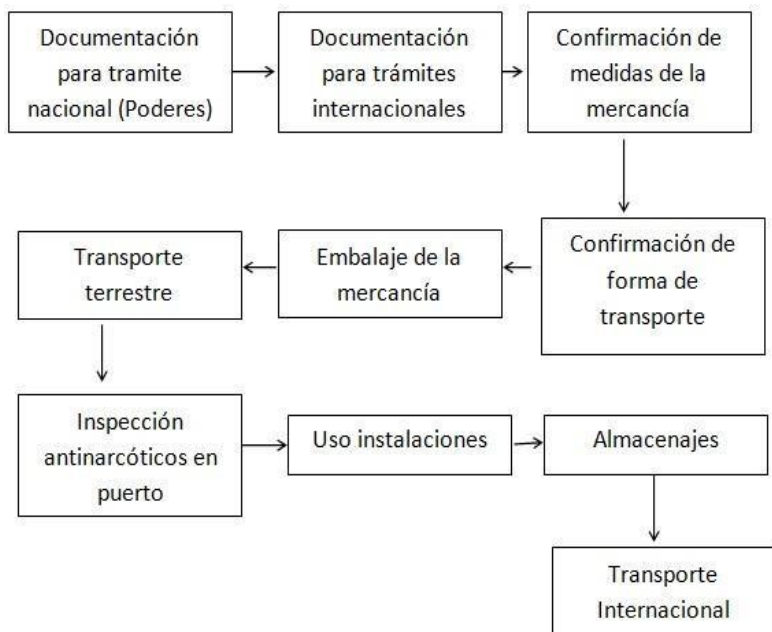 Documentación
para tramite
nacional (Poderes)
Documentación
para trámites
internacionales
Confirmación de
medidas de la
mercancía
Confirmación de
forma de
transporte
Embalaje de la
mercancía
Transporte
terrestre
Inspección
antinarcóticos en
puerto
Uso instalaciones
Almacenajes
Transporte
Internacional